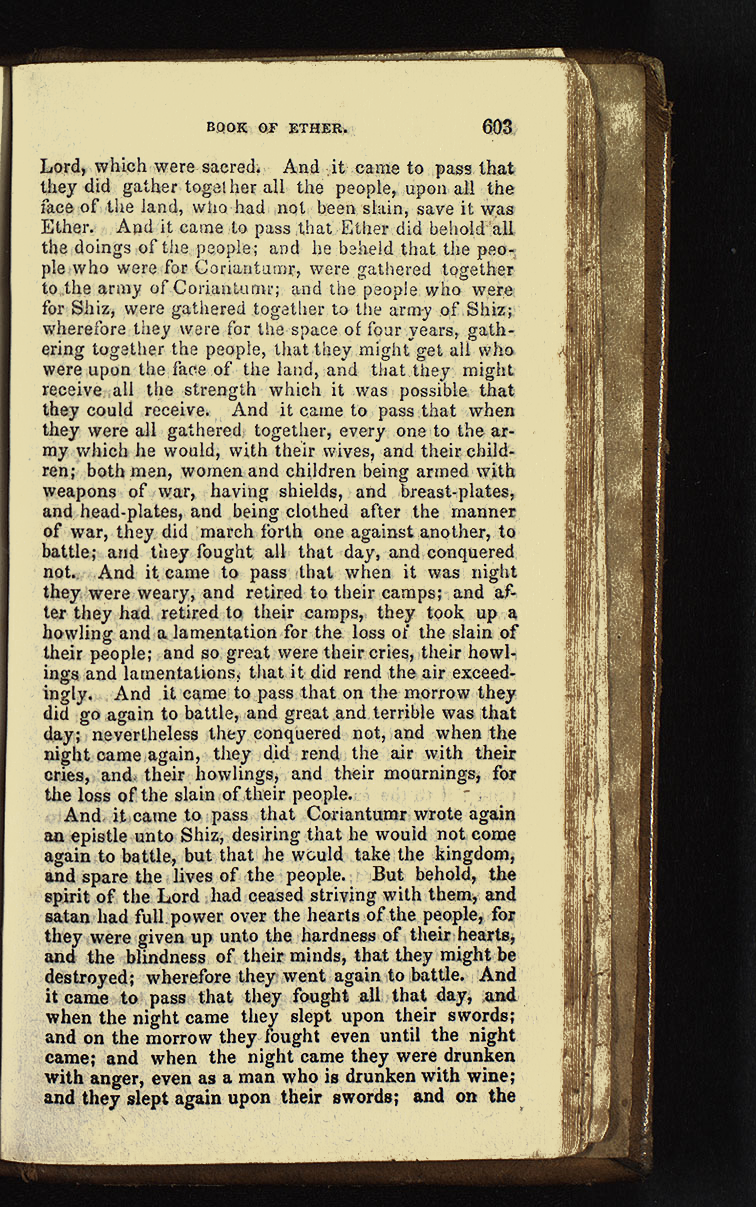 BOOK OF ETHER. 603
Lord, which were sacred. And it came to pass that
they did gather together all the people, upon all the
face of the land, who had not been slain, save it was
Ether. And it came to pass that Ether did behold all
the doings of the people; and he beheld that the peo-
ple who were for Coriantumr, were gathered together
to the army of Coriantumr; and the people who were
for Shiz, were gathered together to the army of Shiz;
wherefore they were for the space of four years, gath-
ering together the people, that they might get all who
were upon the face of the land, and that they might
receive all the strength which it was possible that
they could receive. And it came to pass that when
they were all gathered together, every one to the ar-
my which he would, with their wives, and their child-
ren; both men, women and children being armed with
weapons of war, having shields, and breast-plates,
and head-plates, and being clothed after the manner
of war, they did march forth one against another, to
battle; and they fought all that day, and conquered
not. And it came to pass that when it was night
they were weary, and retired to their camps; and af-
ter they had retired to their camps, they took up a
howling and a lamentation for the loss of the slain of
their people; and so great were their cries, their howl-
ings and lamentations, that it did rend the air exceed-
ingly. And it came to pass that on the morrow they
did go again to battle, and great and terrible was that
day; nevertheless they conquered not, and when the
night came again, they did rend the air with their
cries, and their howlings, and their mournings, for
the loss of the slain of their people.
And it came to pass that Coriantumr wrote again
an epistle unto Shiz, desiring that he would not come
again to battle, but that he would take the kingdom,
and spare the lives of the people. But behold, the
spirit of the Lord had ceased striving with them, and
satan had full power over the hearts of the people, for
they were given up unto the hardness of their hearts,
and the blindness of their minds, that they might be
destroyed; wherefore they went again to battle. And
it came to pass that they fought all that day, and
when the night came they slept upon their swords;
and on the morrow they fought even until the night
came; and when the night came they were drunken
with anger, even as a man who is drunken with wine;
and they slept again upon their swords; and on the